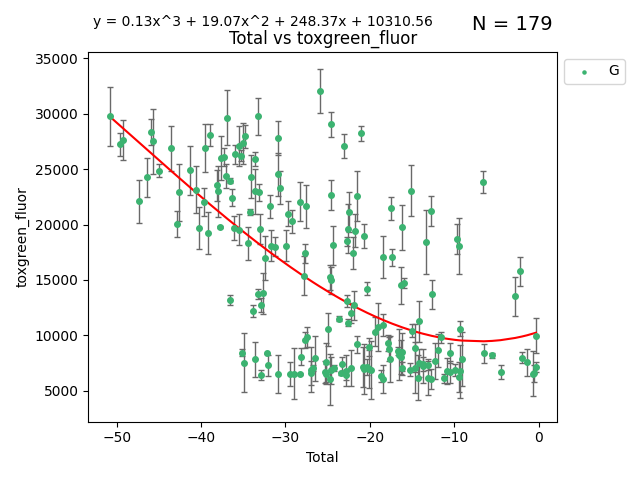 y = 0.13x^3 + 19.07x^2 + 248.37x + 10310.56
N = 179
Total vs toxgreen_fluor
G
35000
30000
25000
20000
15000
10000
5000
toxgreen_fluor
−50
−40
−30
−20
−10
0
Total